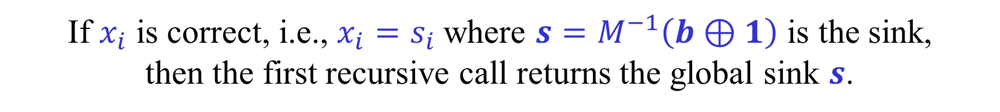 If xᵢ is correct, i.e., xᵢ = sᵢ where s = M⁻¹(b ⊕ 1) is the sink,
then the first recursive call returns the global sink s.